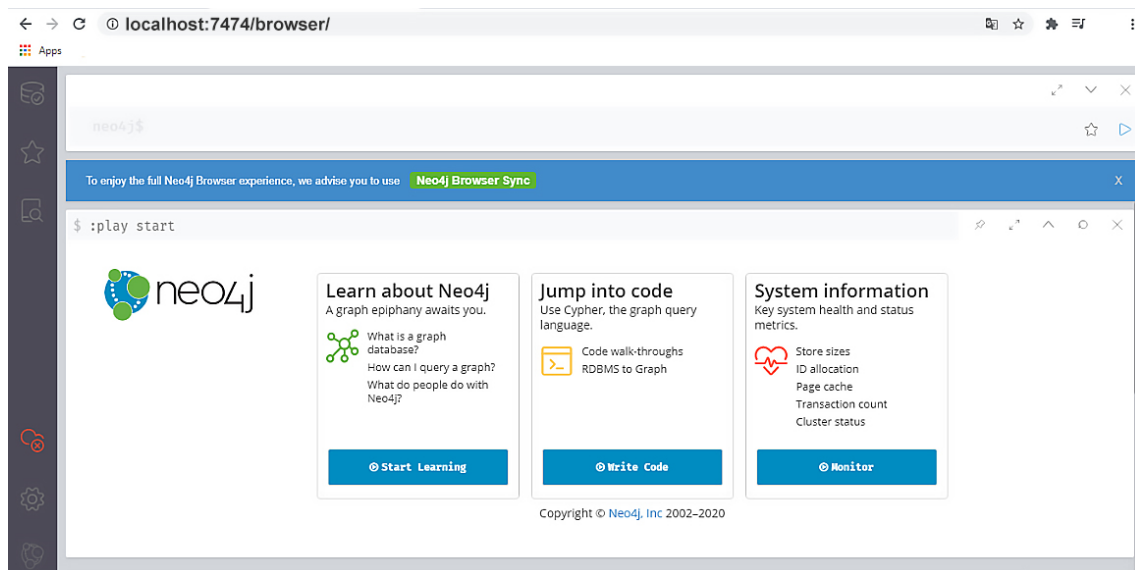 localhost:7474/browser/
Apps
neo4j$
To enjoy the full Neo4j Browser experience, we advise you to use Neo4j Browser Sync
X
$ :play start
neo4j
Learn about Neo4j
A graph epiphany awaits you.
What is a graph
database?
How can I query a graph?
What do people do with
Neo4j?
Start Learning
Jump into code
Use Cypher, the graph query
language.
Code walk-throughs
RDBMS to Graph
Write Code
System information
Key system health and status
metrics.
Store sizes
ID allocation
Page cache
Transaction count
Cluster status
Monitor
Copyright © Neo4j, Inc 2002–2020